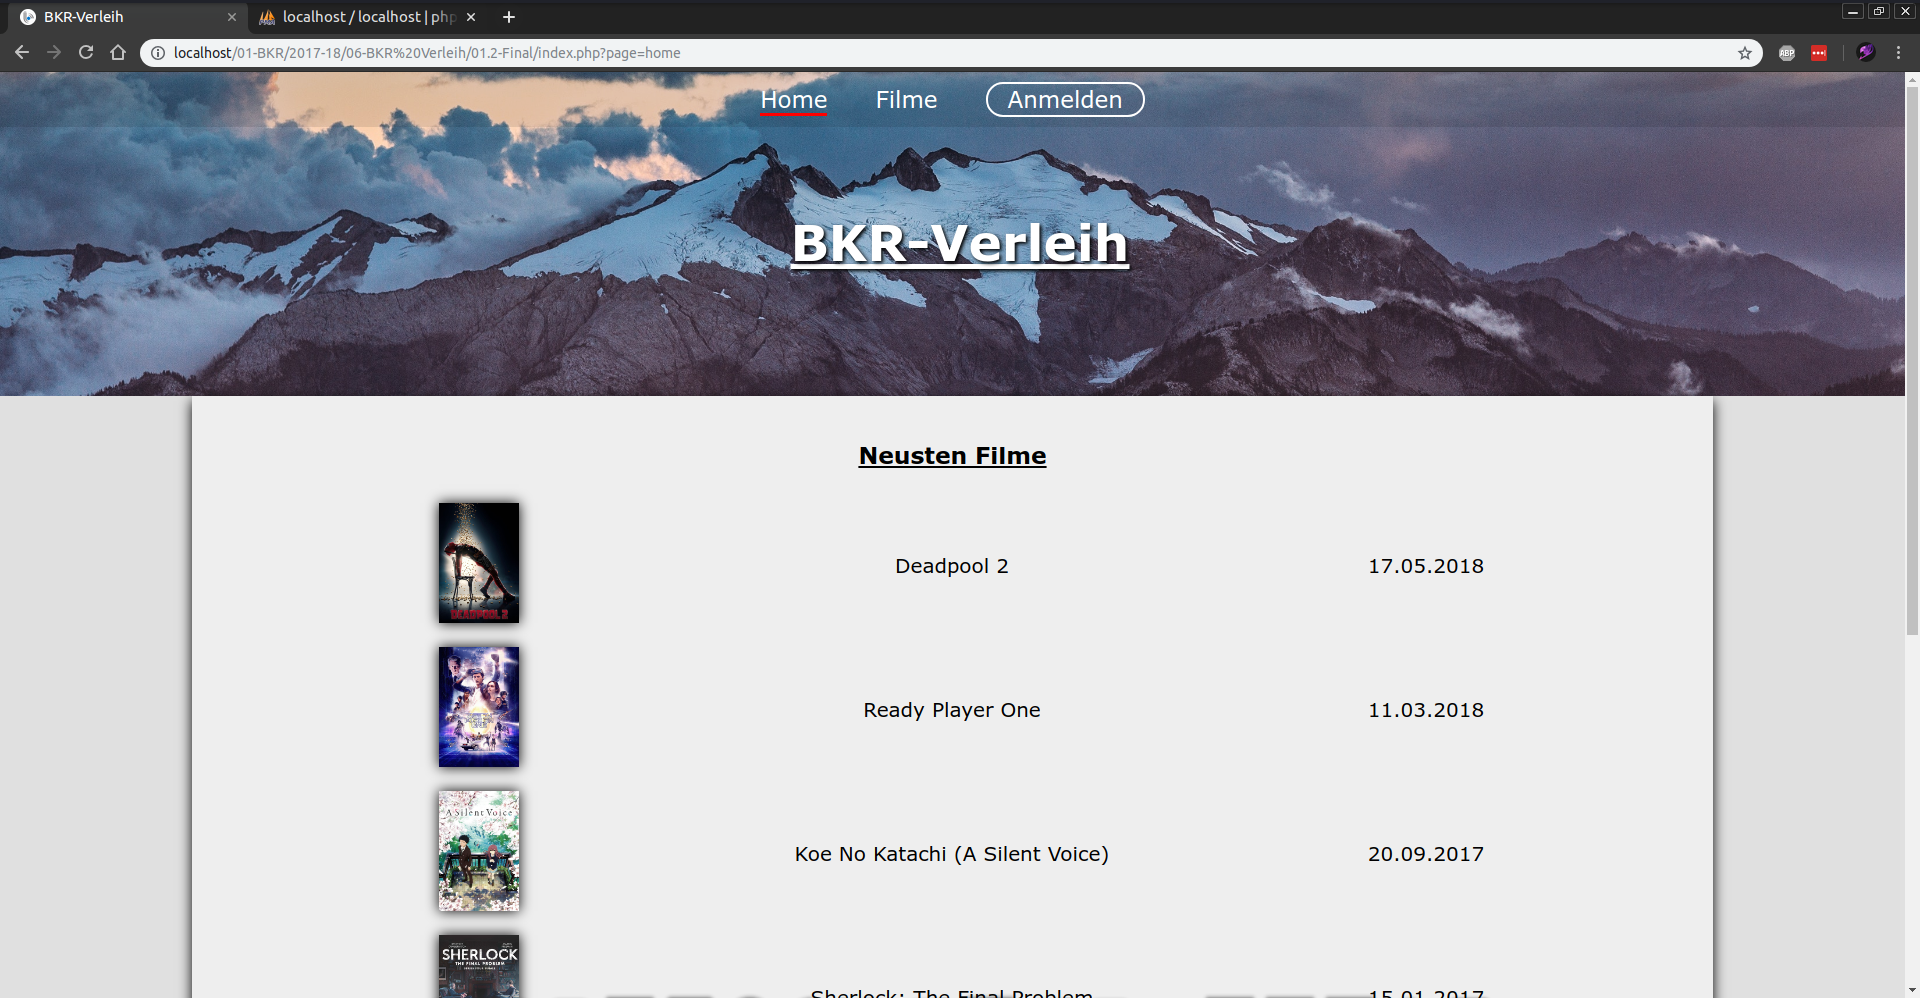 BKR-Verleih
localhost / localhost | php
localhost/01-BKR/2017-18/06-BKR%20Verleih/01.2-Final/index.php?page=home
ABP
Home Filme Anmelden
BKR-Verleih
Neusten Filme
DEADPOOL 2
Deadpool 2 17.05.2018
Ready Player One 11.03.2018
A Silent Voice
Koe No Katachi (A Silent Voice) 20.09.2017
SHERLOCK
THE FINAL PROBLEM
Sherlock: The Final Problem 15.01.2017